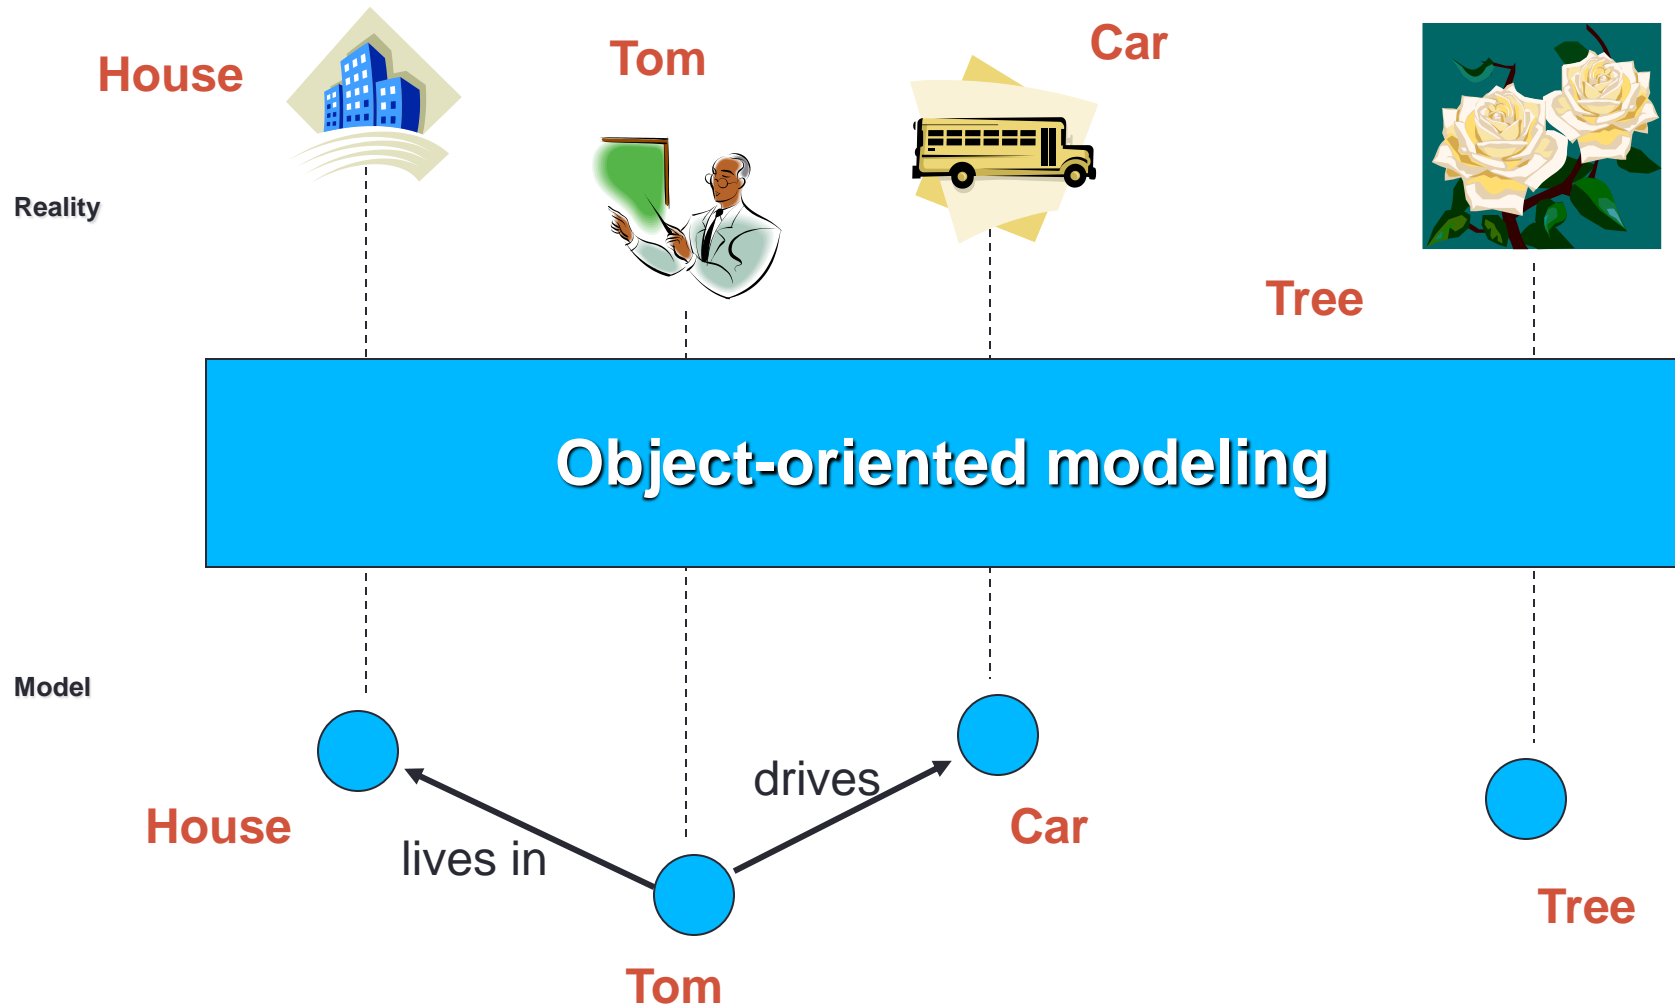 House
Tom
Car
Reality
Tree
Object-oriented modeling
Model
drives
House
Car
lives in
Tree
Tom